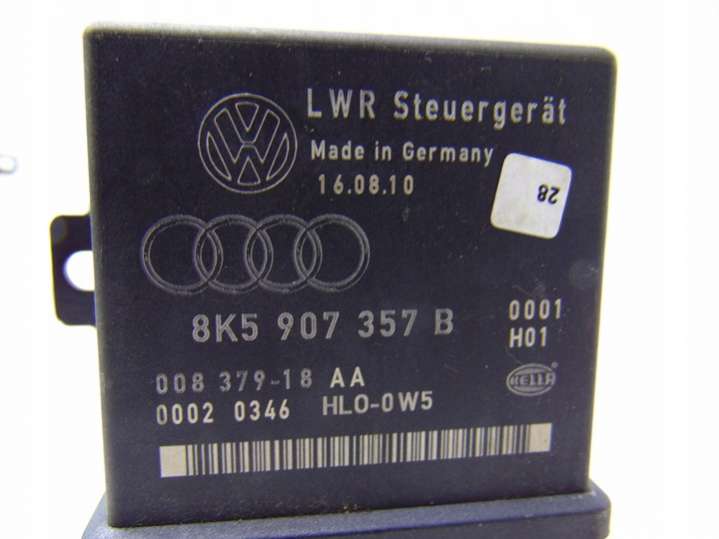 LWR Steuergerät
Made in Germany
16.08.10
28
8K5 907 357 B
0001
H01
008 379-18 AA
HELLA
0002 0346 HLO-0W5